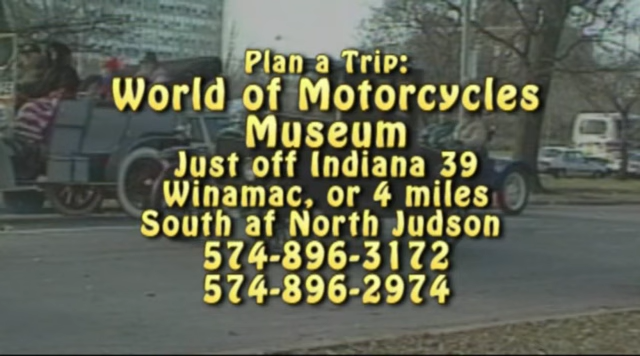 Plan a Trip:
World of Motorcycles
Museum
Just off Indiana 39
Winamac, or 4 miles
South af North Judson
574-896-3172
574-896-2974